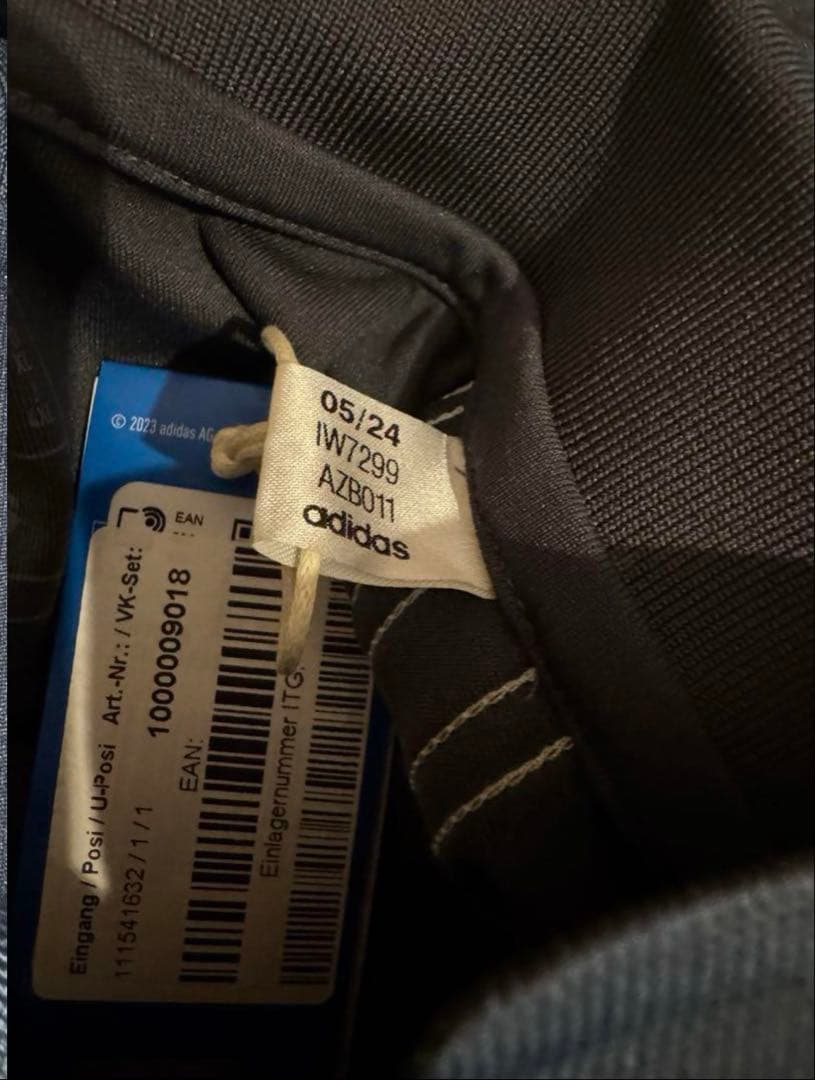 05/24
IW7299
AZB011
adidas
© 2023 adidas AG
EAN
Eingang / Posi / U-Posi Art.-Nr.: / VK-Set:
111541632 / 1 / 1 1000009018
EAN:
Einlagernummer ITG: